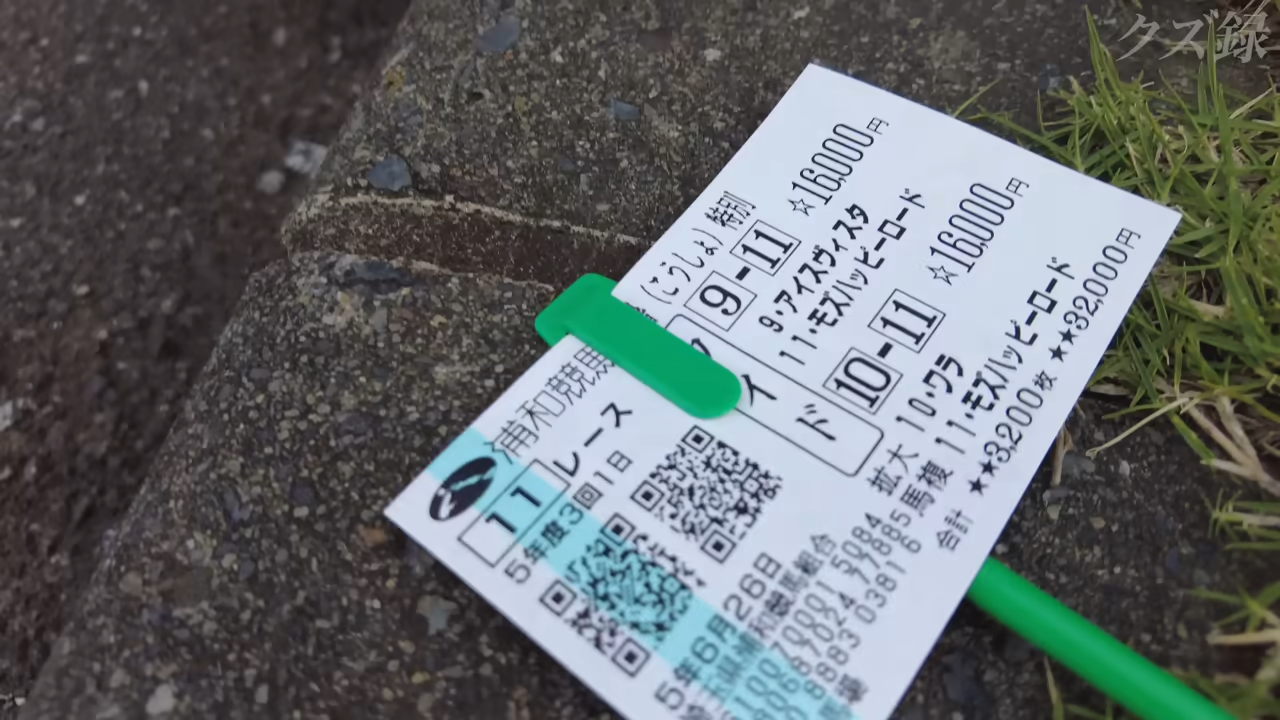 クズ録
浦和競馬
11 レース
5年度3回1日
5年6月26日
(こうしょ)特別
9-11 ☆16,000円
9・アイスヴィスタ
11・モズハッピーロード
10-11 ☆16,000円
拡大 10・ワラ
馬複 11・モズハッピーロード
合計 ★★3,200枚 ★★32,000円
イド
浦和競馬組合